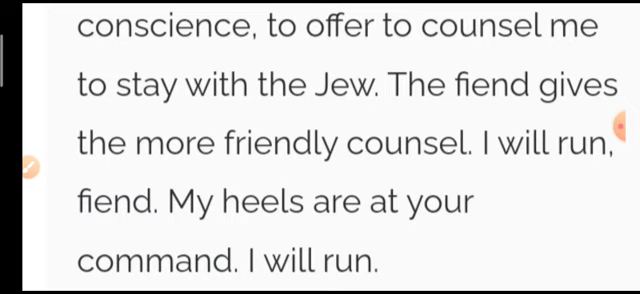 conscience, to offer to counsel me
to stay with the Jew. The fiend gives
the more friendly counsel. I will run,
fiend. My heels are at your
command. I will run.